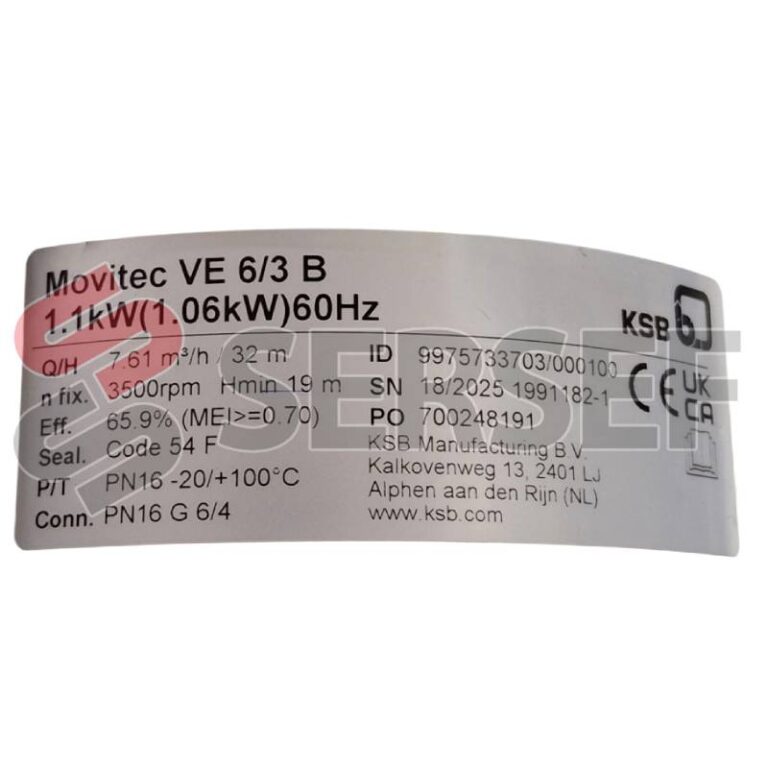 Movitec VE 6/3 B
1.1kW(1.06kW)60Hz
KSB
Q/H 7.61 m³/h / 32 m
n fix. 3500rpm Hmin 19 m
Eff. 65.9% (MEI>=0.70)
Seal. Code 54 F
P/T PN16 -20/+100°C
Conn. PN16 G 6/4
ID 9975733703/000100
SN 18/2025 1991182-1
PO 700248191
KSB Manufacturing B.V.
Kalkovenweg 13, 2401 LJ
Alphen aan den Rijn (NL)
www.ksb.com
CE UK
CA
SERSEF